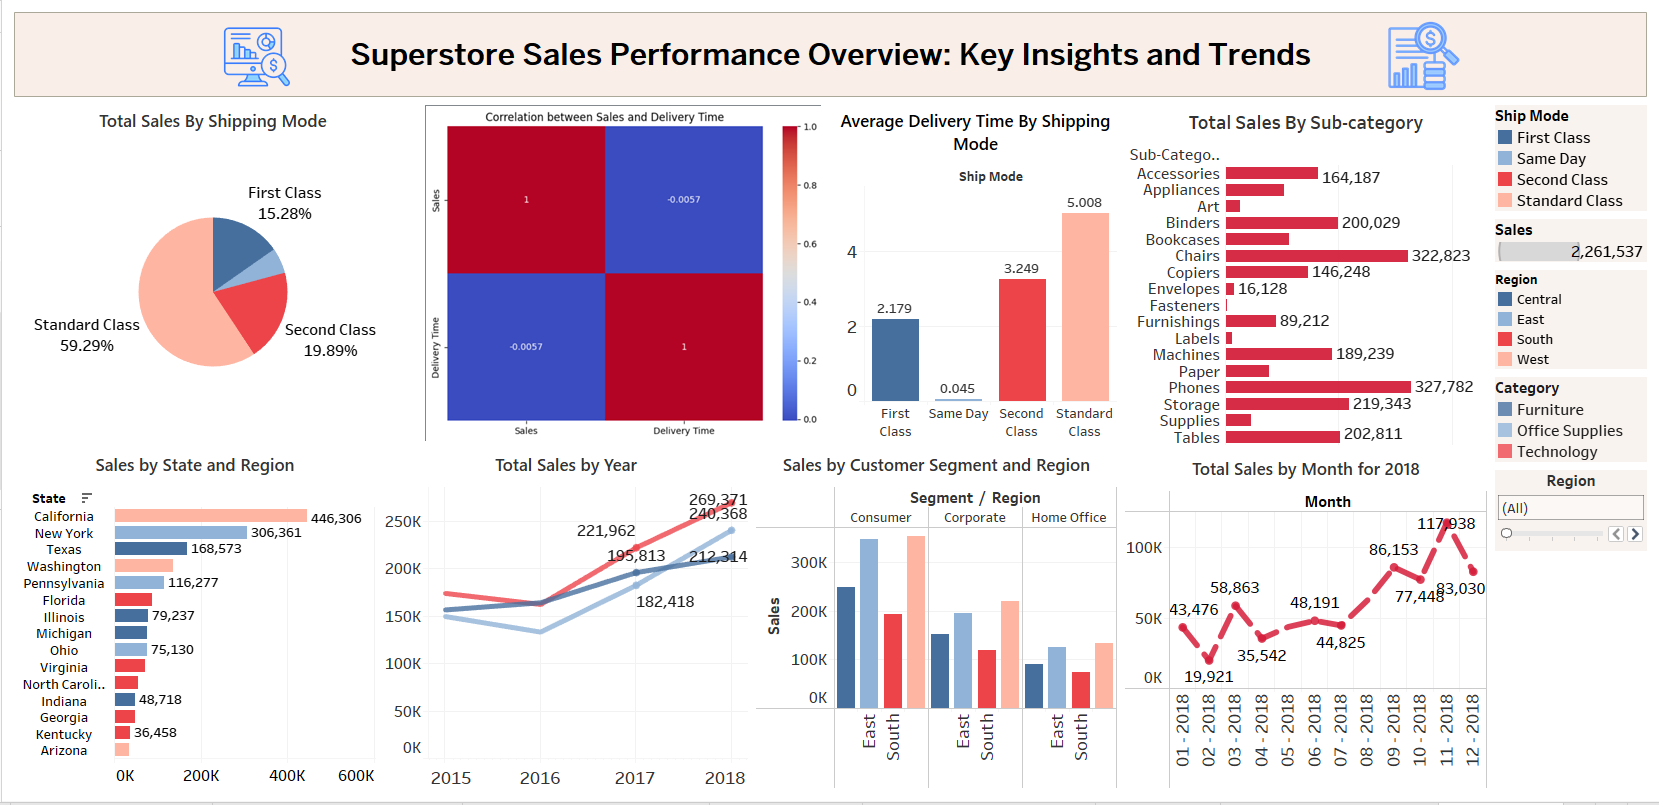 Superstore Sales Performance Overview: Key Insights and Trends
Total Sales By Shipping Mode
First Class
15.28%
Standard Class
59.29%
Second Class
19.89%
Correlation between Sales and Delivery Time
Sales
Delivery Time
1
-0.0057
-0.0057
1
Sales
Delivery Time
1.0
0.8
0.6
0.4
0.2
0.0
Average Delivery Time By Shipping
Mode
Ship Mode
4
2
0
2.179
0.045
3.249
5.008
First
Class
Same Day
Second
Class
Standard
Class
Total Sales By Sub-category
Sub-Catego..
Accessories 164,187
Appliances
Art
Binders 200,029
Bookcases
Chairs 322,823
Copiers 146,248
Envelopes 16,128
Fasteners
Furnishings 89,212
Labels
Machines 189,239
Paper
Phones 327,782
Storage 219,343
Supplies
Tables 202,811
Ship Mode
First Class
Same Day
Second Class
Standard Class
Sales
2,261,537
Region
Central
East
South
West
Category
Furniture
Office Supplies
Technology
Region
(All)
Sales by State and Region
State
California 446,306
New York 306,361
Texas 168,573
Washington
Pennsylvania 116,277
Florida
Illinois 79,237
Michigan
Ohio 75,130
Virginia
North Caroli..
Indiana 48,718
Georgia
Kentucky 36,458
Arizona
0K 200K 400K 600K
Total Sales by Year
250K
200K
150K
100K
50K
0K
269,371
240,368
221,962
195,813
212,314
182,418
2015 2016 2017 2018
Sales by Customer Segment and Region
Segment / Region
Consumer Corporate Home Office
Sales
300K
200K
100K
0K
East
South
East
South
East
South
Total Sales by Month for 2018
Month
100K
50K
0K
43,476
19,921
58,863
35,542
48,191
44,825
86,153
77,448
117,938
83,030
01 - 2018
02 - 2018
03 - 2018
04 - 2018
05 - 2018
06 - 2018
07 - 2018
08 - 2018
09 - 2018
10 - 2018
11 - 2018
12 - 2018